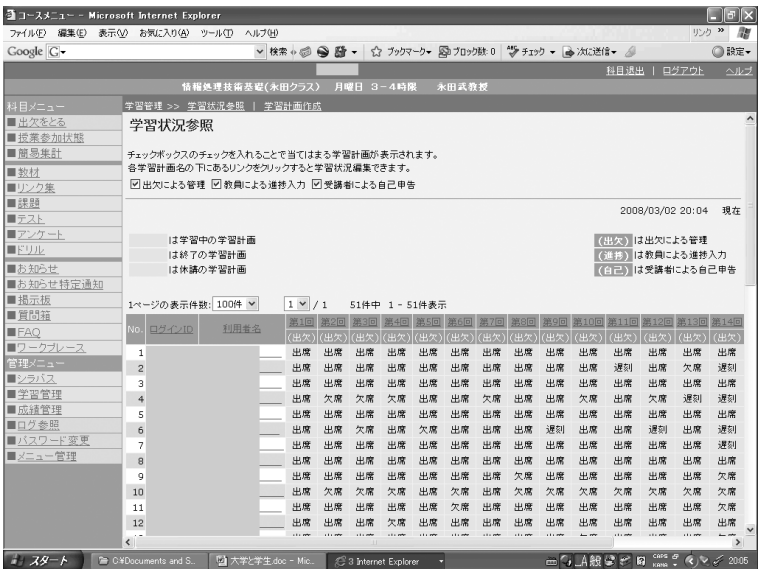 コースメニュー - Microsoft Internet Explorer
ファイル(F) 編集(E) 表示(V) お気に入り(A) ツール(T) ヘルプ(H) リンク »
Google G▾ 検索 ブックマーク▾ ブロック数: 0 チェック ▾ 次に送信▾ 設定▾
科目退出 | ログアウト ヘルプ
情報処理技術基礎(永田クラス) 月曜日 3-4時限 永田武教授
科目メニュー
■出欠をとる
■授業参加状態
■簡易集計
■教材
■リンク集
■課題
■テスト
■アンケート
■ドリル
■お知らせ
■お知らせ特定通知
■掲示板
■質問箱
■FAQ
■ワークプレース
管理メニュー
■シラバス
■学習管理
■成績管理
■ログ参照
■パスワード変更
■メニュー管理
学習管理 >> 学習状況参照 | 学習計画作成
学習状況参照
チェックボックスのチェックを入れることで当てはまる学習計画が表示されます。
各学習計画名の下にあるリンクをクリックすると学習状況編集できます。
☑出欠による管理 ☑教員による進捗入力 ☑受講者による自己申告
2008/03/02 20:04 現在
は学習中の学習計画 (出欠) は出欠による管理
は終了の学習計画 (進捗) は教員による進捗入力
は休講の学習計画 (自己) は受講者による自己申告
1ページの表示件数: 100件 1 / 1 51件中 1 - 51件表示
No. ログインID 利用者名 第1回 第2回 第3回 第4回 第5回 第6回 第7回 第8回 第9回 第10回 第11回 第12回 第13回 第14回
(出欠) (出欠) (出欠) (出欠) (出欠) (出欠) (出欠) (出欠) (出欠) (出欠) (出欠) (出欠) (出欠) (出欠)
1 出席 出席 出席 出席 出席 出席 出席 出席 出席 出席 出席 出席 出席 出席
2 出席 出席 出席 出席 出席 出席 出席 出席 出席 出席 遅刻 出席 欠席 遅刻
3 出席 出席 出席 出席 出席 出席 出席 出席 出席 出席 出席 出席 出席 出席
4 出席 欠席 欠席 欠席 出席 出席 欠席 出席 欠席 欠席 出席 欠席 遅刻 遅刻
5 出席 出席 出席 出席 出席 出席 出席 出席 出席 出席 出席 出席 出席 出席
6 出席 出席 欠席 出席 欠席 出席 出席 出席 遅刻 出席 出席 遅刻 出席 遅刻
7 出席 出席 出席 出席 出席 出席 出席 出席 出席 出席 出席 出席 出席 遅刻
8 出席 出席 出席 出席 出席 出席 出席 出席 出席 出席 出席 出席 出席 出席
9 出席 出席 出席 出席 出席 出席 出席 欠席 出席 出席 出席 出席 出席 欠席
10 出席 欠席 欠席 欠席 出席 欠席 出席 出席 欠席 欠席 欠席 欠席 欠席 欠席
11 出席 出席 出席 出席 出席 欠席 出席 出席 出席 出席 出席 出席 出席 欠席
12 出席 出席 出席 欠席 出席 出席 出席 出席 出席 出席 出席 出席 欠席 出席
スタート C:¥Documents and S... 大学と学生.doc - Mic... 3 Internet Explorer A般 CAPS KANA 20:05